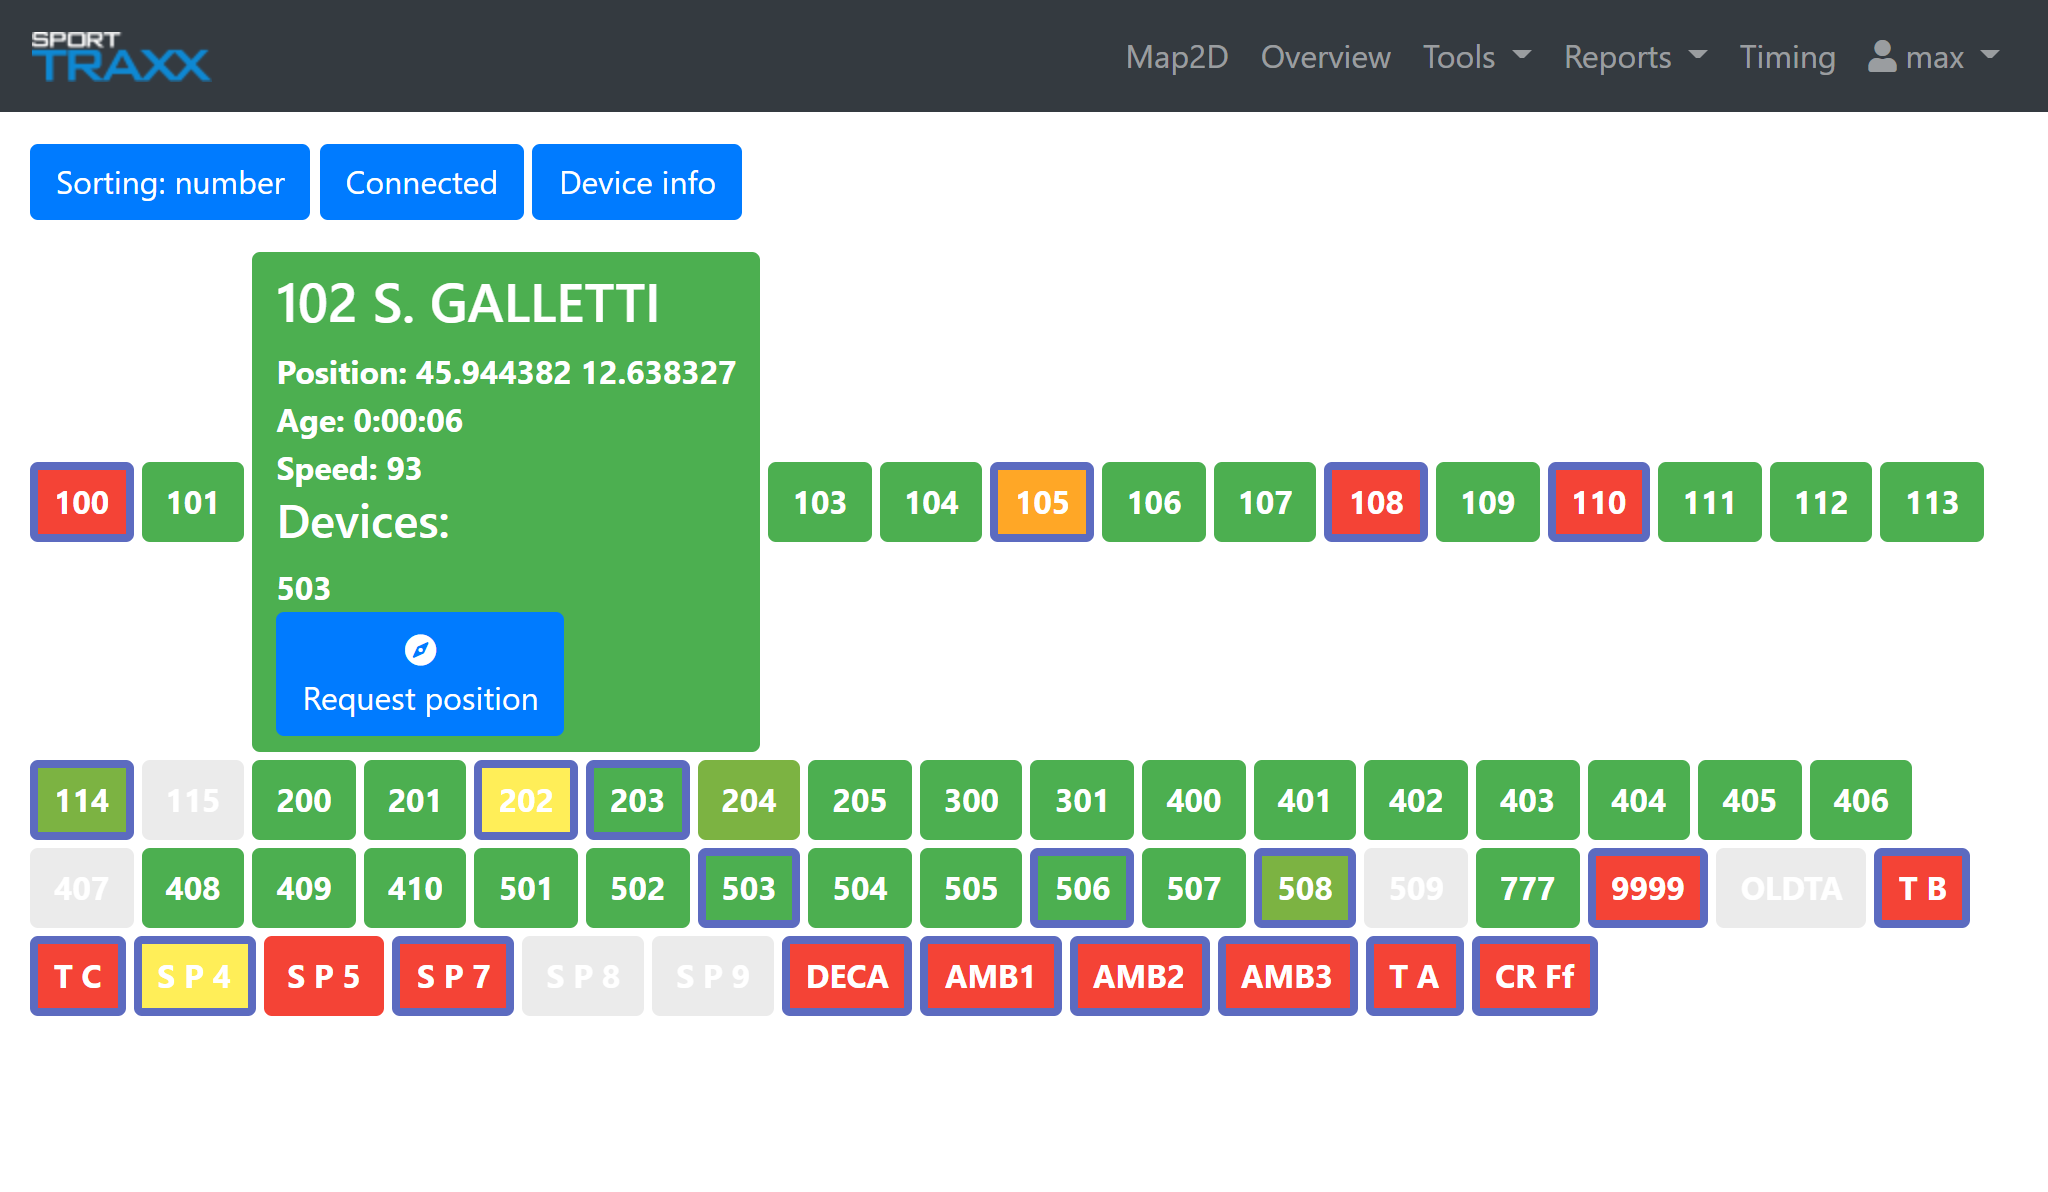 SPORT
TRAXX
Map2D Overview Tools Reports Timing max
Sorting: number Connected Device info
102 S. GALLETTI
Position: 45.944382 12.638327
Age: 0:00:06
Speed: 93
Devices:
503
Request position
100 101 103 104 105 106 107 108 109 110 111 112 113
114 115 200 201 202 203 204 205 300 301 400 401 402 403 404 405 406
407 408 409 410 501 502 503 504 505 506 507 508 509 777 9999 OLDTA T B
T C S P 4 S P 5 S P 7 S P 8 S P 9 DECA AMB1 AMB2 AMB3 T A CR Ff